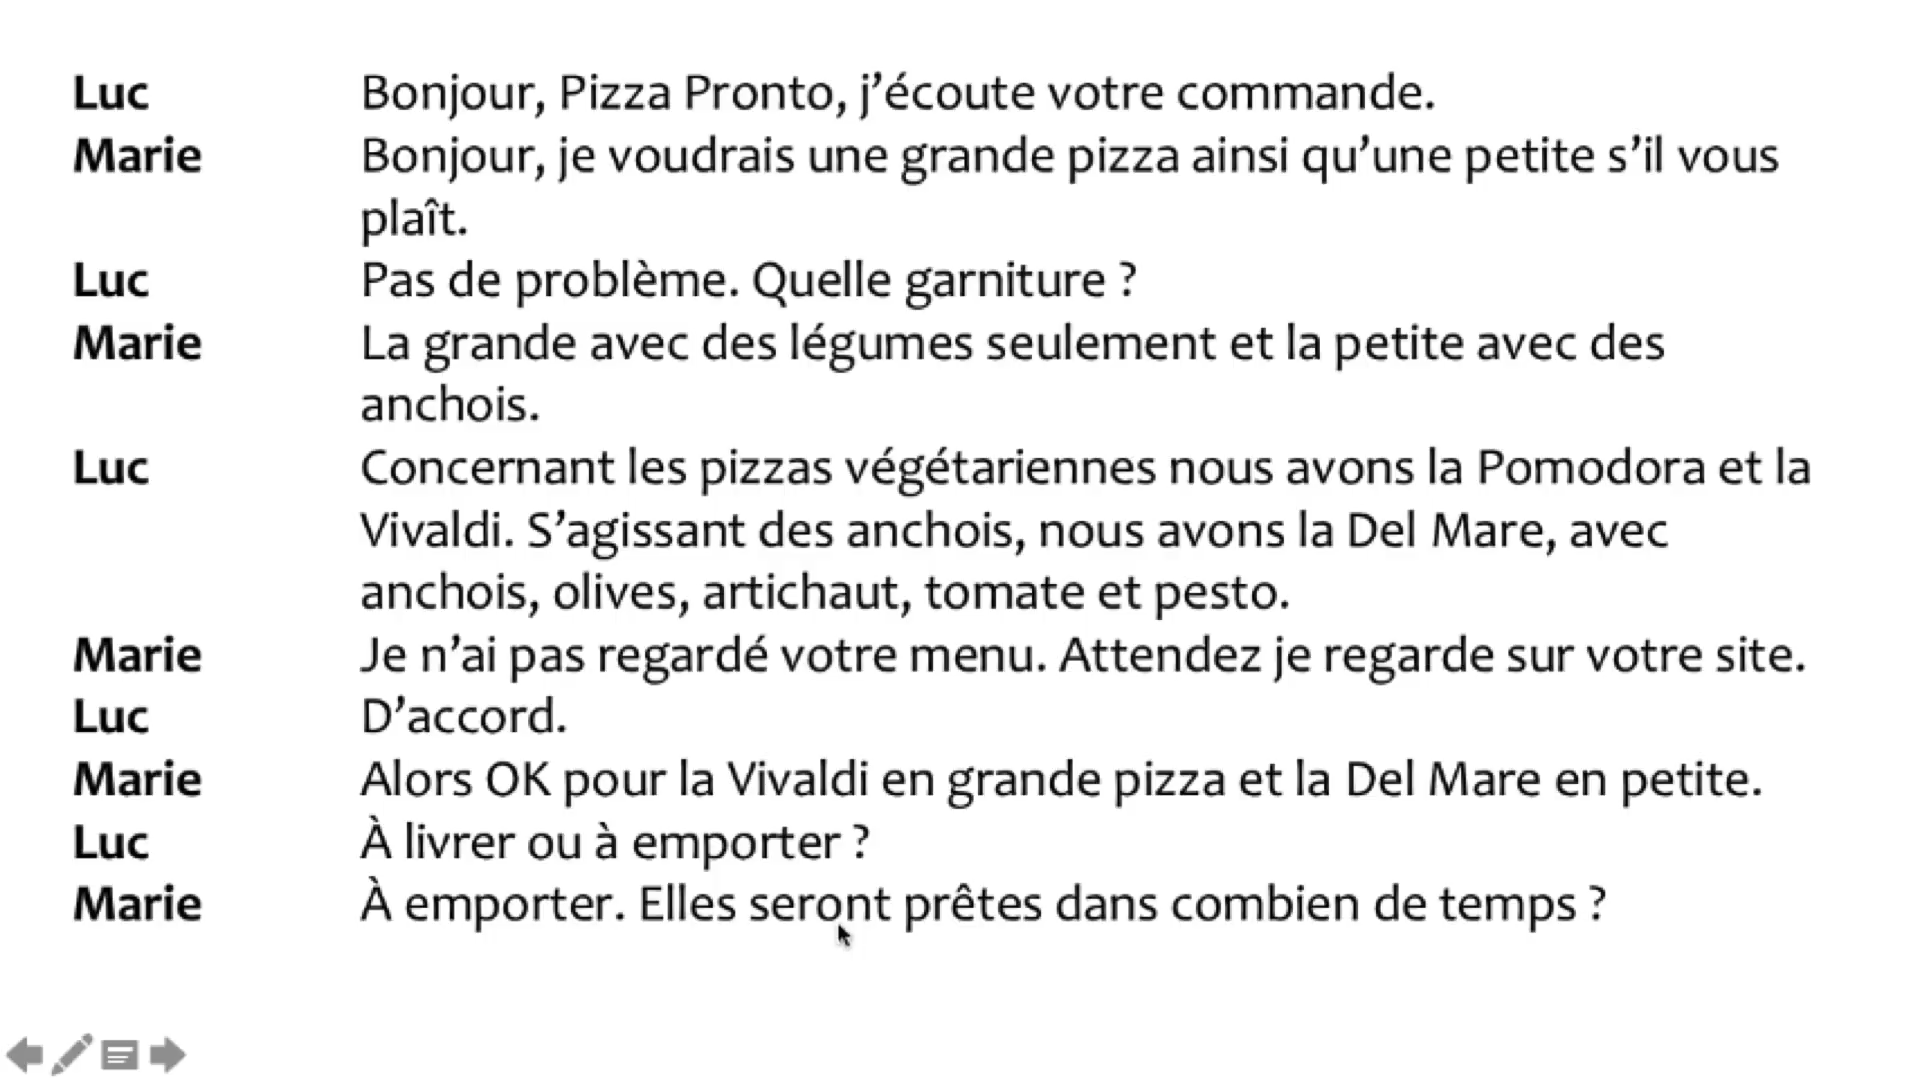 Luc Bonjour, Pizza Pronto, j’écoute votre commande.
Marie Bonjour, je voudrais une grande pizza ainsi qu’une petite s’il vous
plaît.
Luc Pas de problème. Quelle garniture ?
Marie La grande avec des légumes seulement et la petite avec des
anchois.
Luc Concernant les pizzas végétariennes nous avons la Pomodora et la
Vivaldi. S’agissant des anchois, nous avons la Del Mare, avec
anchois, olives, artichaut, tomate et pesto.
Marie Je n’ai pas regardé votre menu. Attendez je regarde sur votre site.
Luc D’accord.
Marie Alors OK pour la Vivaldi en grande pizza et la Del Mare en petite.
Luc À livrer ou à emporter ?
Marie À emporter. Elles seront prêtes dans combien de temps ?